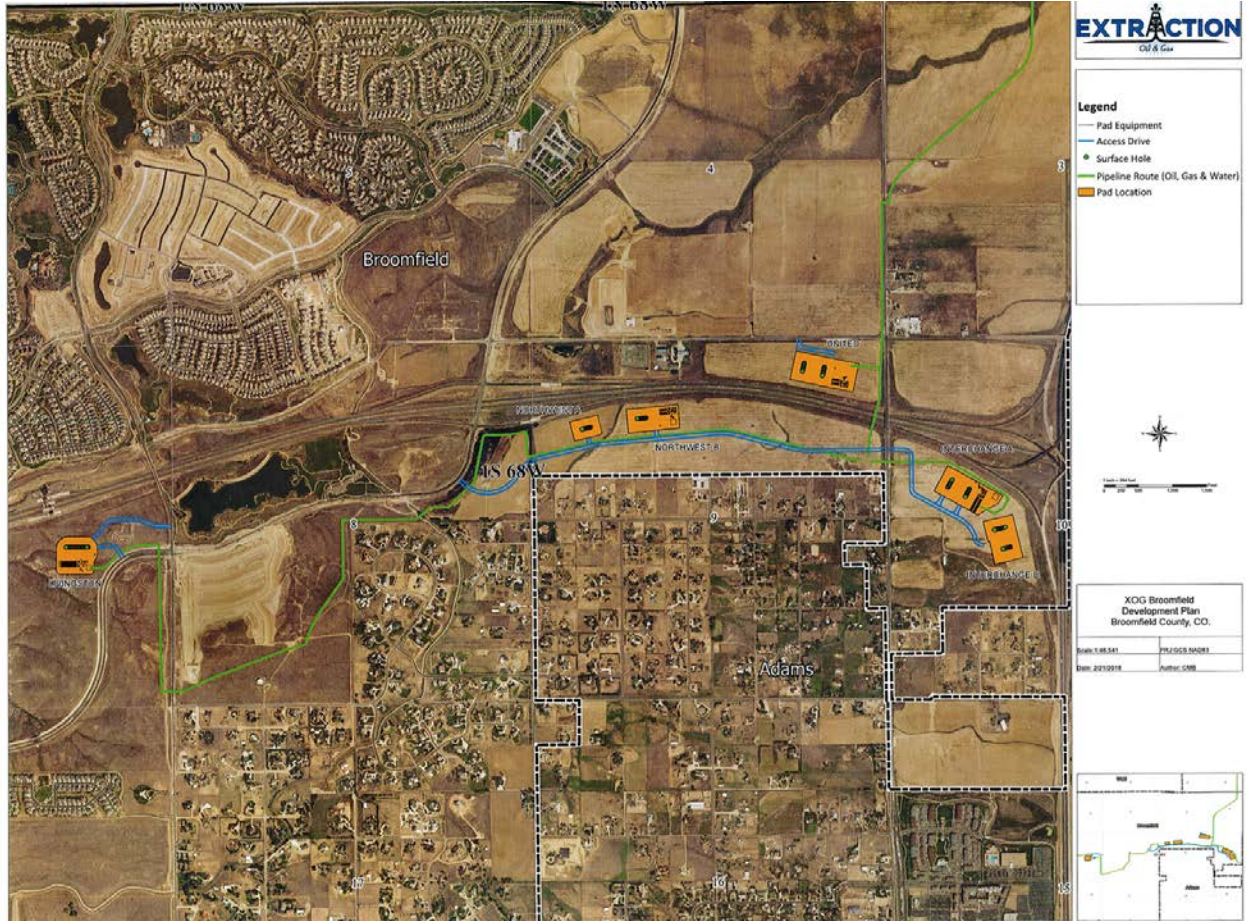 EXTRACTION
Oil & Gas
Legend
Pad Equipment
Access Drive
Surface Hole
Pipeline Route (Oil, Gas & Water)
Pad Location
4
3
5
Broomfield
UNITED
NORTHWEST A
NORTHWEST B
INTERCHANGE A
1S 68W
8
9
10
LIVINGSTON
INTERCHANGE B
Adams
XOG Broomfield
Development Plan
Broomfield County, CO.
Author: CMB
17
16
15
Adams